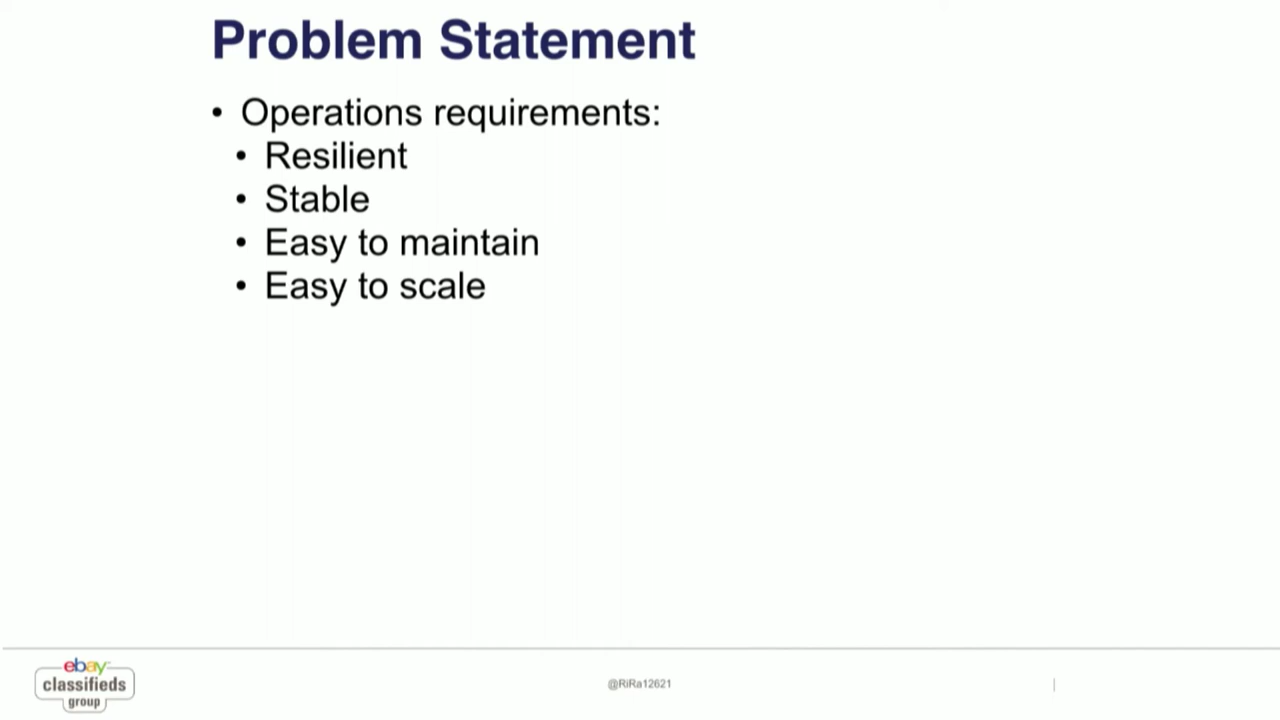 Problem Statement
• Operations requirements:
• Resilient
• Stable
• Easy to maintain
• Easy to scale
ebay
classifieds
group
@RiRa12621
|